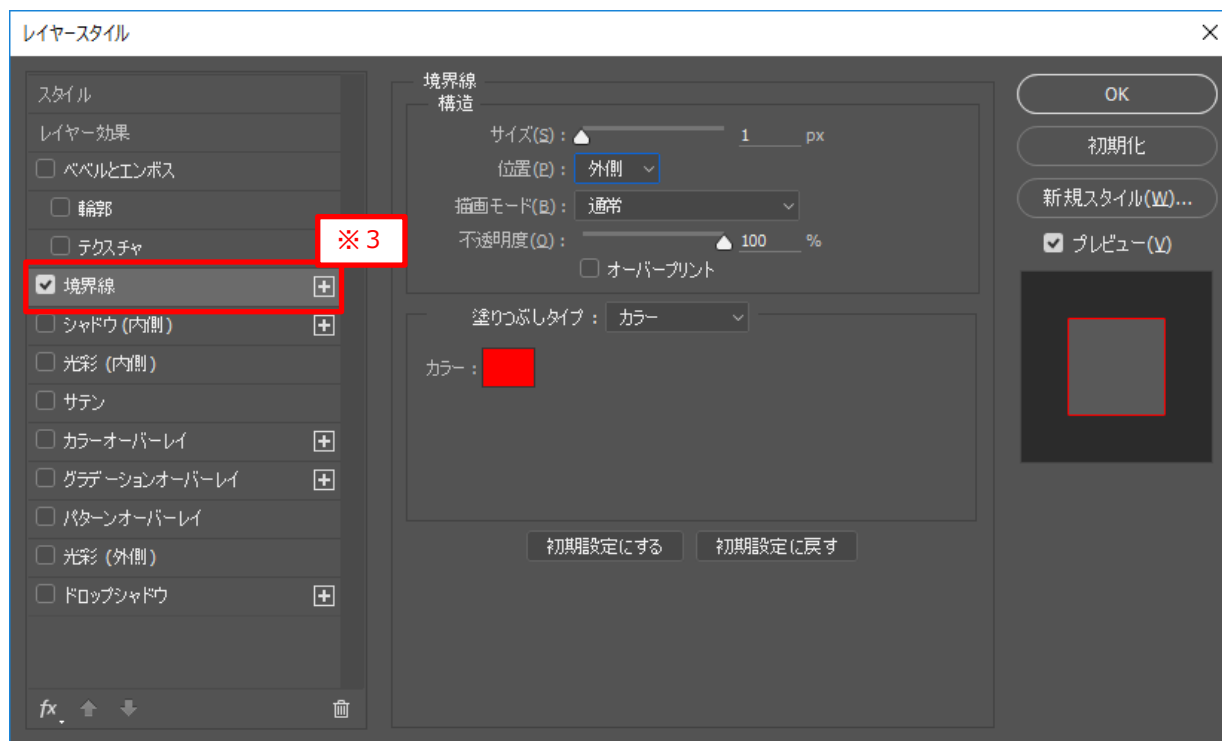 レイヤースタイル
スタイル
レイヤー効果
ベベルとエンボス
輪郭
テクスチャ
※3
境界線
シャドウ (内側)
光彩 (内側)
サテン
カラーオーバーレイ
グラデーションオーバーレイ
パターンオーバーレイ
光彩 (外側)
ドロップシャドウ
fx
境界線
構造
サイズ(S): 1 px
位置(P): 外側
描画モード(B): 通常
不透明度(O): 100 %
オーバープリント
塗りつぶしタイプ: カラー
カラー:
初期設定にする 初期設定に戻す
OK
初期化
新規スタイル(W)...
プレビュー(V)